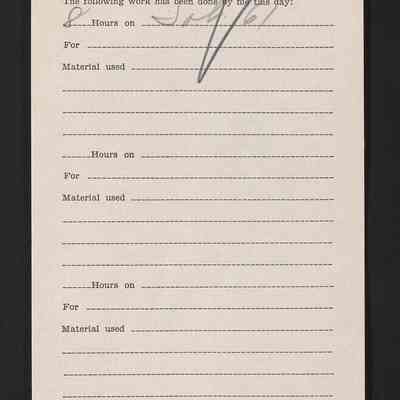 The following work has been done by me this day:
8 Hours on Job 61
For
Material used
Hours on
For
Material used
Hours on
For
Material used